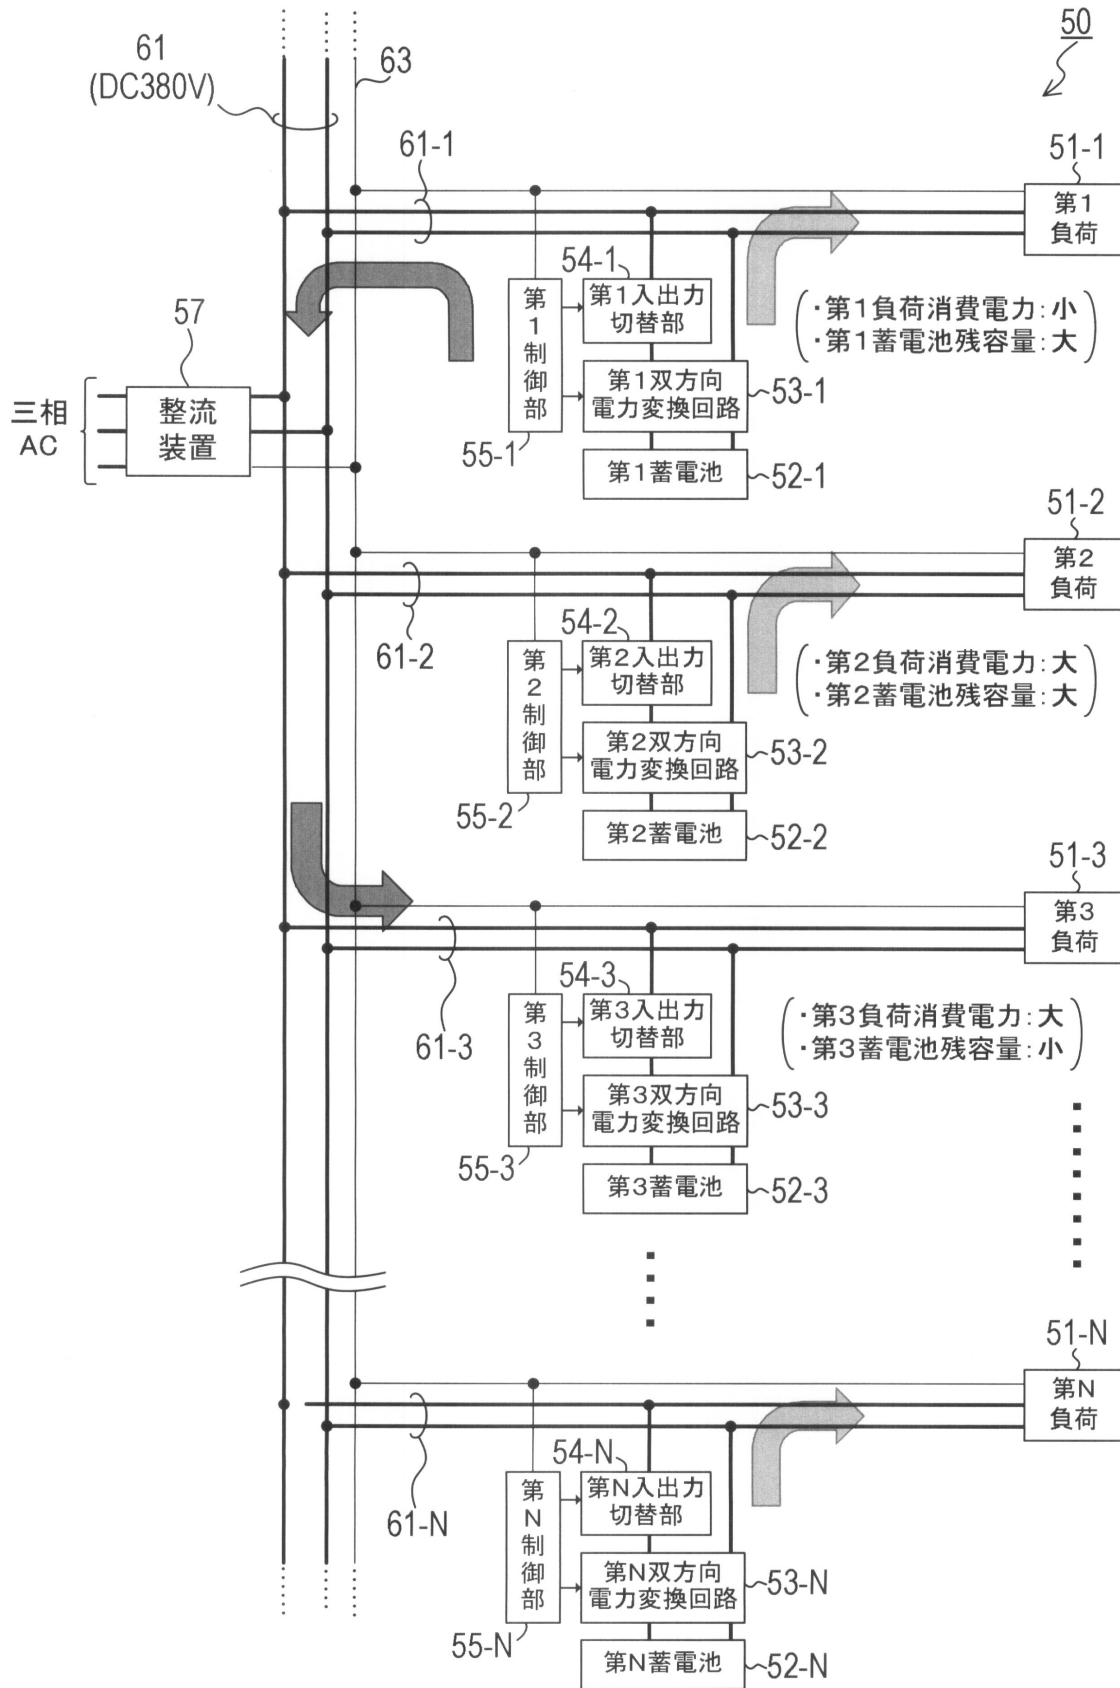 50
61
(DC380V)
63
61-1
51-1
第1
負荷
54-1
第1入出力
切替部
・第1負荷消費電力:小
・第1蓄電池残容量:大
57
三相
AC
整流
装置
第1制御部
第1双方向
電力変換回路
53-1
55-1
第1蓄電池
52-1
51-2
第2
負荷
61-2
54-2
第2入出力
切替部
・第2負荷消費電力:大
・第2蓄電池残容量:大
第2制御部
第2双方向
電力変換回路
53-2
55-2
第2蓄電池
52-2
51-3
第3
負荷
61-3
54-3
第3入出力
切替部
・第3負荷消費電力:大
・第3蓄電池残容量:小
第3制御部
第3双方向
電力変換回路
53-3
55-3
第3蓄電池
52-3
51-N
第N
負荷
61-N
54-N
第N入出力
切替部
第N制御部
第N双方向
電力変換回路
53-N
55-N
第N蓄電池
52-N